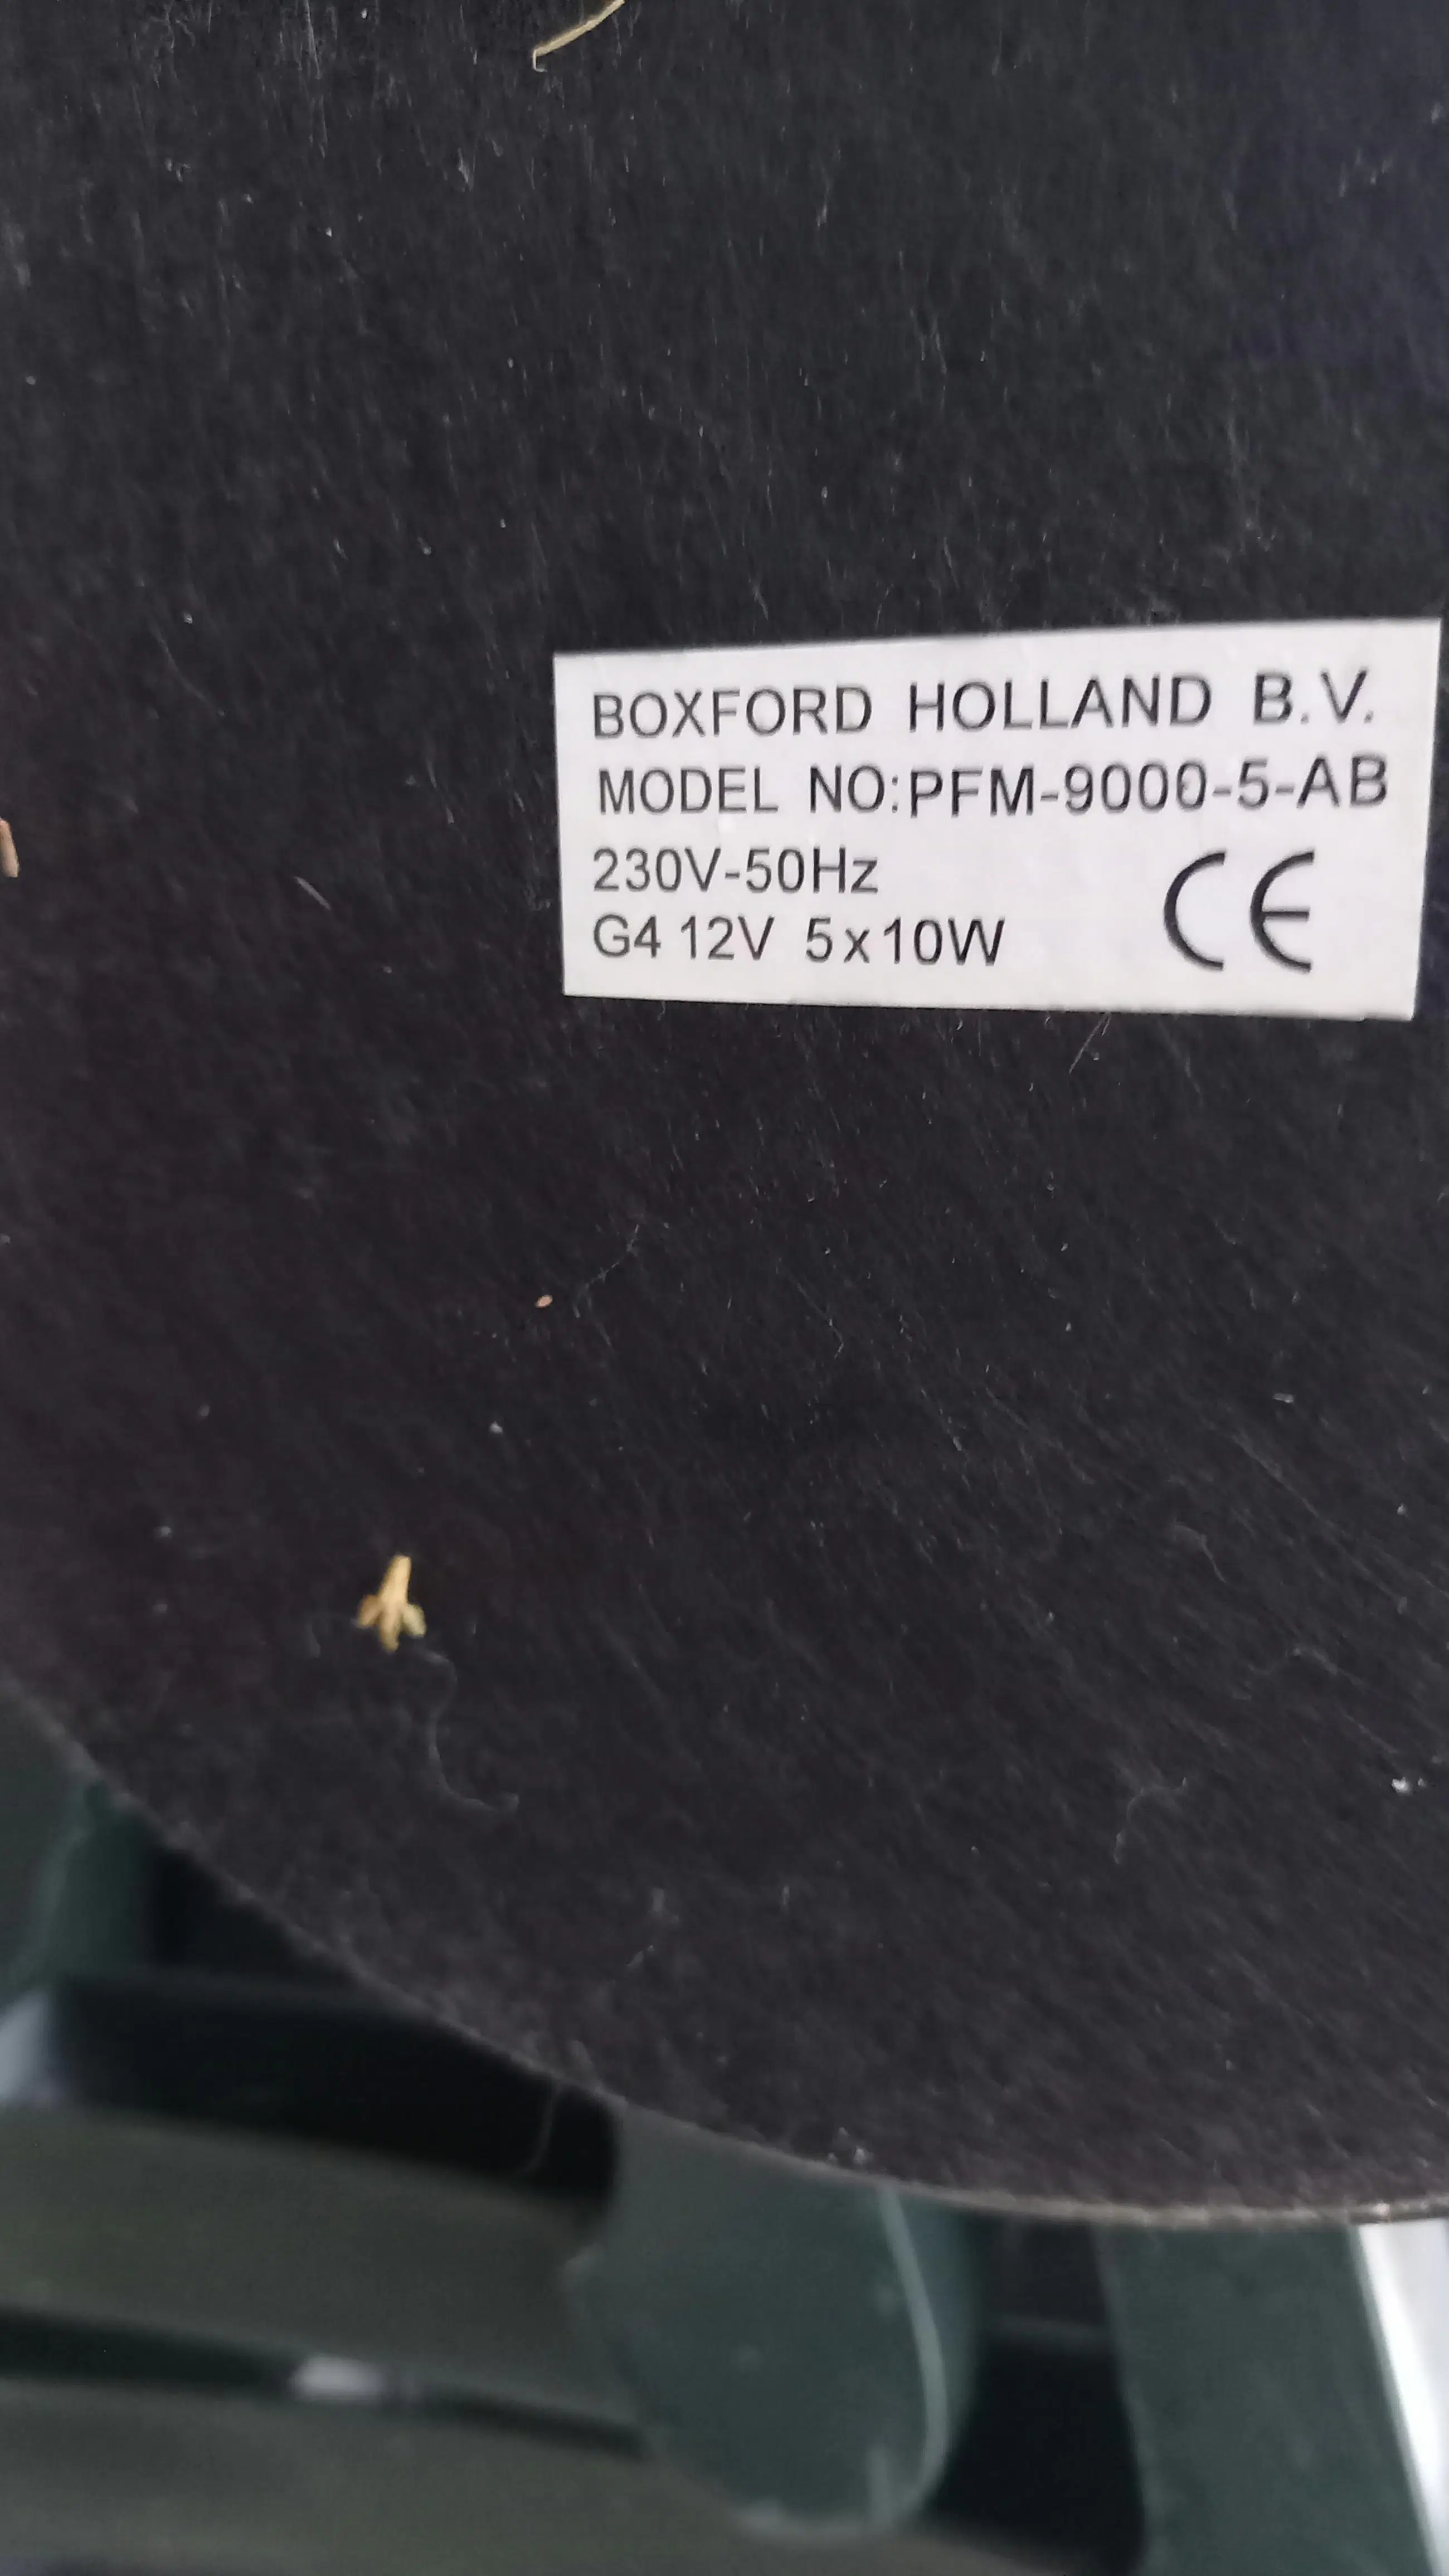 BOXFORD HOLLAND B.V.
MODEL NO:PFM-9000-5-AB
230V-50Hz
G4 12V 5x10W
CE